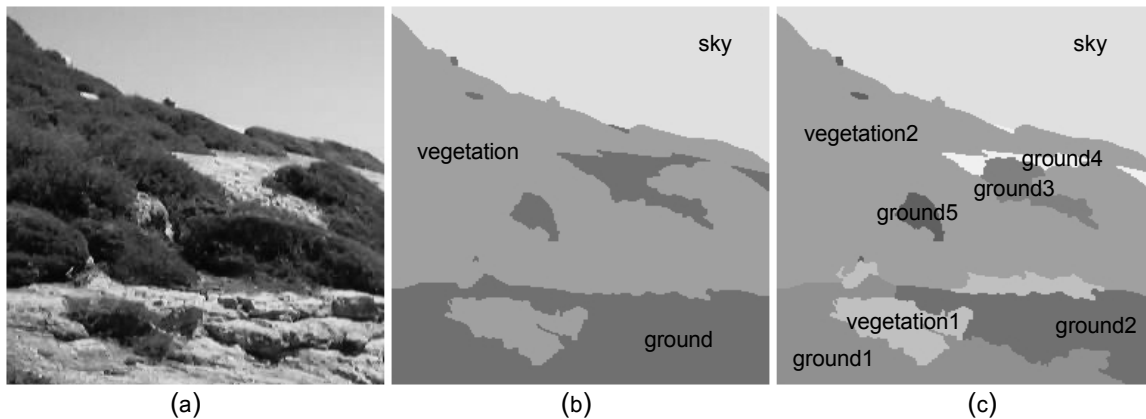 sky
vegetation
ground
sky
vegetation2
ground4
ground3
ground5
vegetation1
ground2
ground1
(a)
(b)
(c)